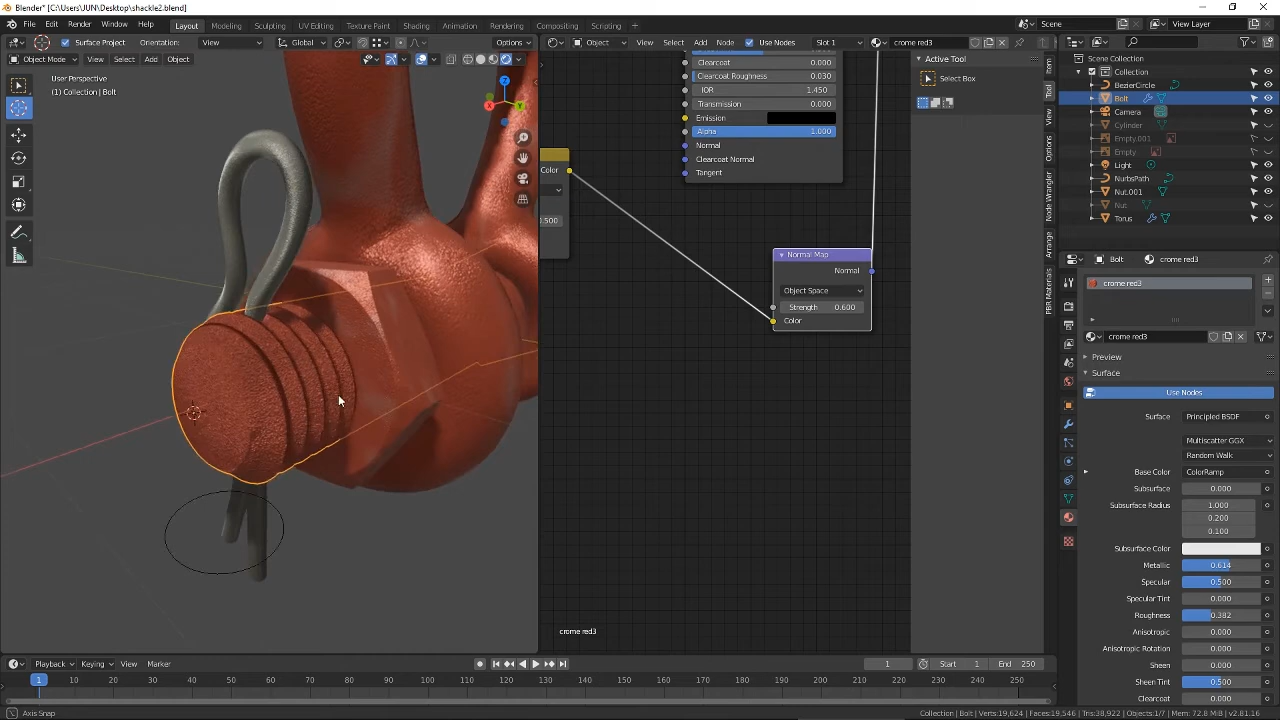 Blender* [C:\Users\JUN\Desktop\shackle2.blend]
File Edit Render Window Help Layout Modeling Sculpting UV Editing Texture Paint Shading Animation Rendering Compositing Scripting + Scene View Layer
Surface Project Orientation: View Global Options Object View Select Add Node Use Nodes Slot 1 crome red3
Object Mode View Select Add Object
User Perspective
(1) Collection | Bolt
X Y Z
Color
0.500
Clearcoat 0.000
Clearcoat Roughness 0.030
IOR 1.450
Transmission 0.000
Emission
Alpha 1.000
Normal
Clearcoat Normal
Tangent
Normal Map
Normal
Object Space
Strength 0.600
Color
crome red3
Active Tool
Select Box
Item
Tool
View
Options
Node Wrangler
Arrange
PBR Materials
Scene Collection
Collection
BezierCircle
Bolt
Camera
Cylinder
Empty.001
Empty
Light
NurbsPath
Nut.001
Nut
Torus
Bolt crome red3
crome red3
crome red3
Preview
Surface
Use Nodes
Surface Principled BSDF
Multiscatter GGX
Random Walk
Base Color ColorRamp
Subsurface 0.000
Subsurface Radius 1.000
0.200
0.100
Subsurface Color
Metallic 0.614
Specular 0.500
Specular Tint 0.000
Roughness 0.382
Anisotropic 0.000
Anisotropic Rotation 0.000
Sheen 0.000
Sheen Tint 0.500
Clearcoat 0.000
Playback Keying View Marker 1 Start 1 End 250
1 10 20 30 40 50 60 70 80 90 100 110 120 130 140 150 160 170 180 190 200 210 220 230 240 250
Axis Snap
Collection | Bolt | Verts:19,624 | Faces:19,546 | Tris:38,922 | Objects:1/7 | Mem: 72.8 MiB | v2.81.16